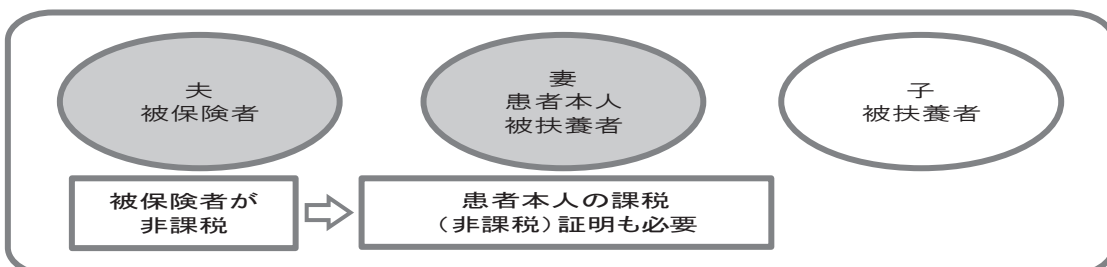 夫
被保険者
妻
患者本人
被扶養者
子
被扶養者
被保険者が
非課税
患者本人の課税
（非課税）証明も必要